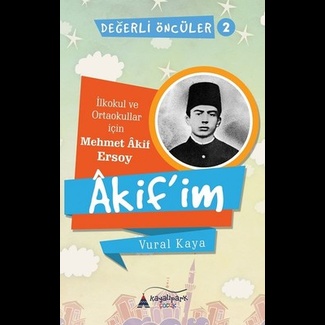 DEĞERLİ ÖNCÜLER 2
İlkokul ve
Ortaokullar
için
Mehmet Âkif
Ersoy
Âkif'im
Vural Kaya
kayalıpark
çocuk